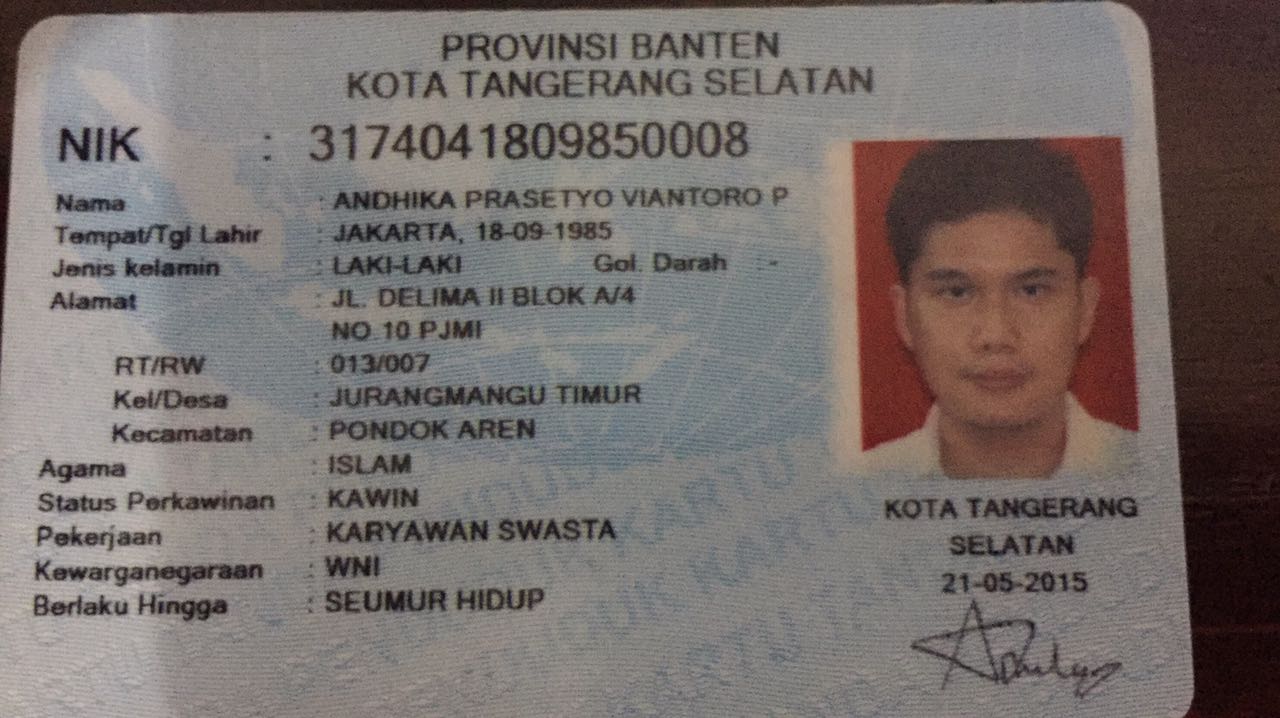 PROVINSI BANTEN
KOTA TANGERANG SELATAN
NIK : 3174041809850008
Nama : ANDHIKA PRASETYO VIANTORO P
Tempat/Tgl Lahir : JAKARTA, 18-09-1985
Jenis kelamin : LAKI-LAKI Gol. Darah : -
Alamat : JL. DELIMA II BLOK A/4
NO 10 PJMI
RT/RW : 013/007
Kel/Desa : JURANGMANGU TIMUR
Kecamatan : PONDOK AREN
Agama : ISLAM
Status Perkawinan : KAWIN
Pekerjaan : KARYAWAN SWASTA
Kewarganegaraan : WNI
Berlaku Hingga : SEUMUR HIDUP
KOTA TANGERANG
SELATAN
21-05-2015